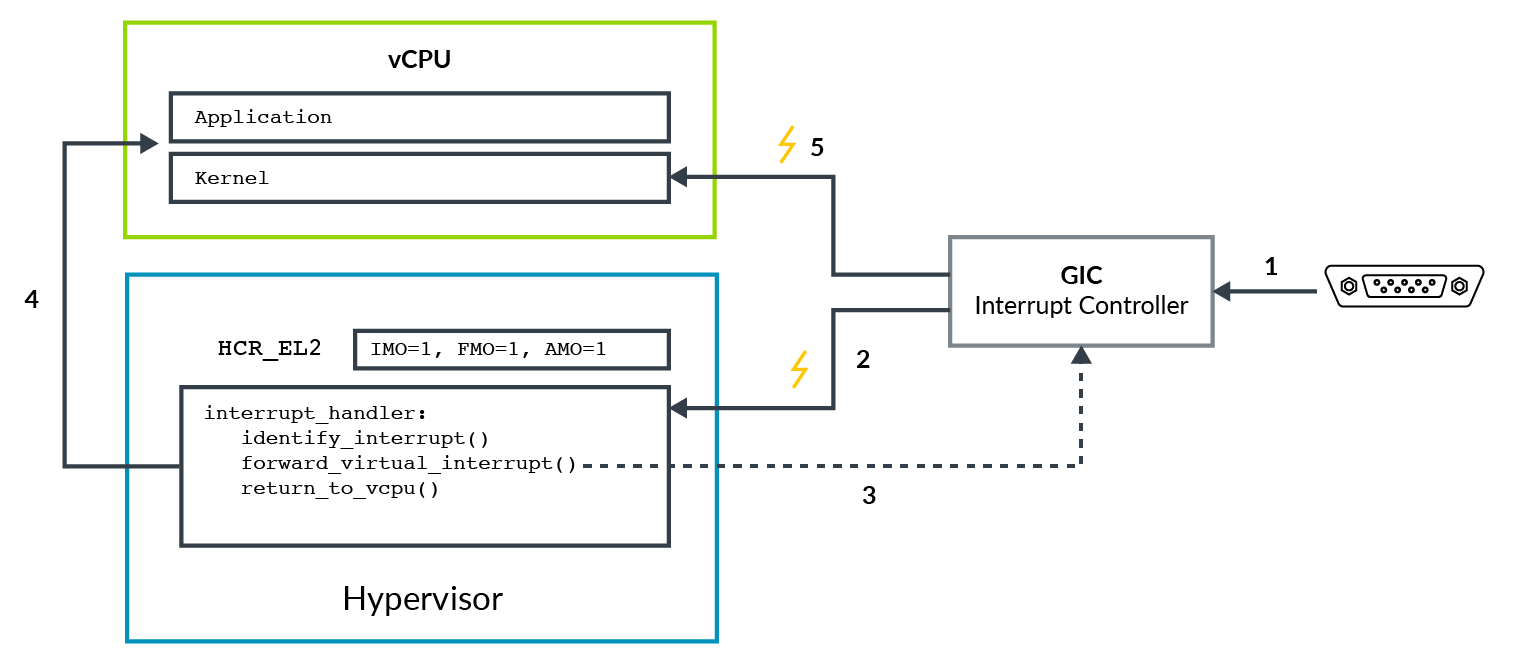 vCPU
Application
Kernel
5
GIC
Interrupt Controller
1
4
HCR_EL2
IMO=1, FMO=1, AMO=1
2
interrupt_handler:
identify_interrupt()
forward_virtual_interrupt()
return_to_vcpu()
3
Hypervisor